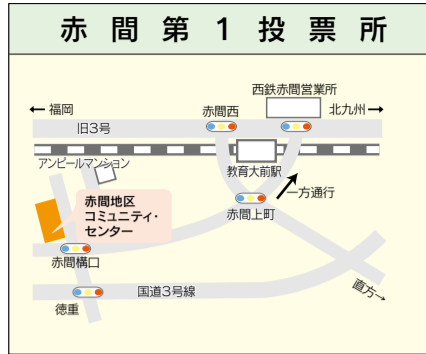 赤間第1投票所
西鉄赤間営業所
← 福岡
赤間西
北九州 →
旧3号
アンピールマンション
教育大前駅
一方通行
赤間地区
コミュニティ・
センター
赤間上町
赤間構口
国道3号線
直方→
徳重